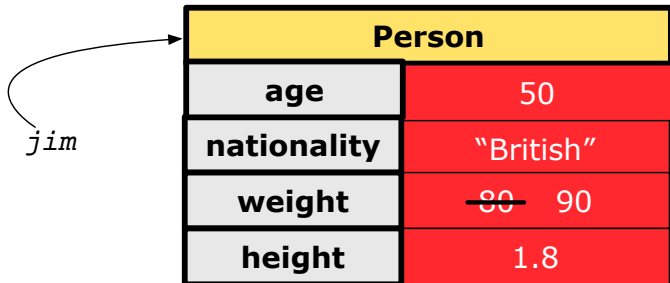 Person
age 50
jim
nationality “British”
weight 80 90
height 1.8